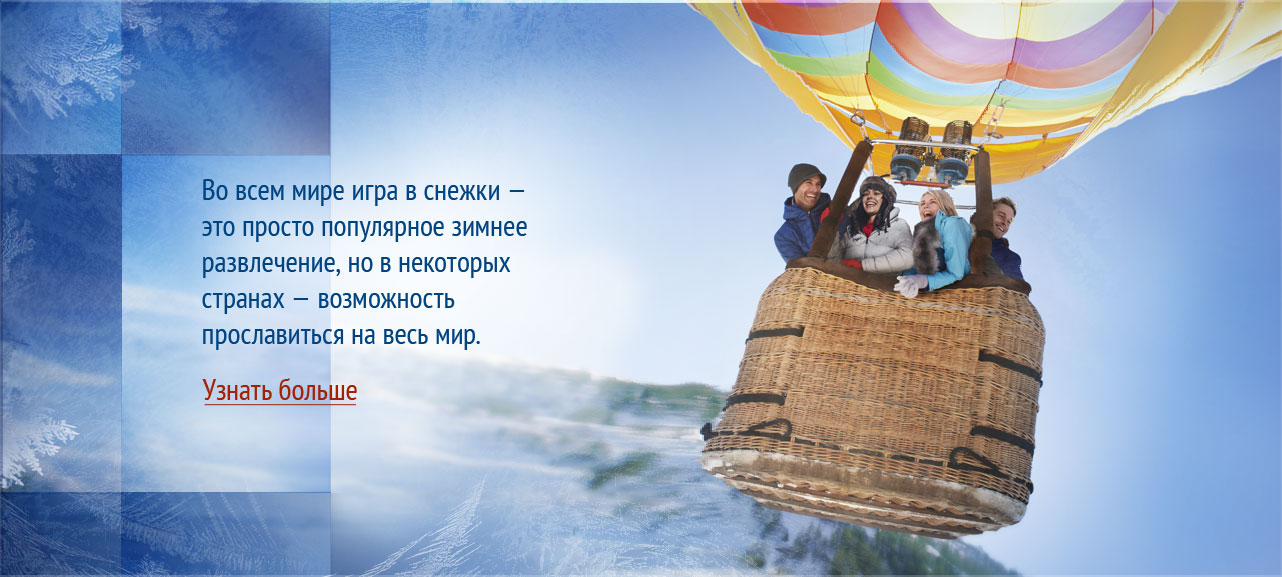 Во всем мире игра в снежки —
это просто популярное зимнее
развлечение, но в некоторых
странах — возможность
прославиться на весь мир.
Узнать больше